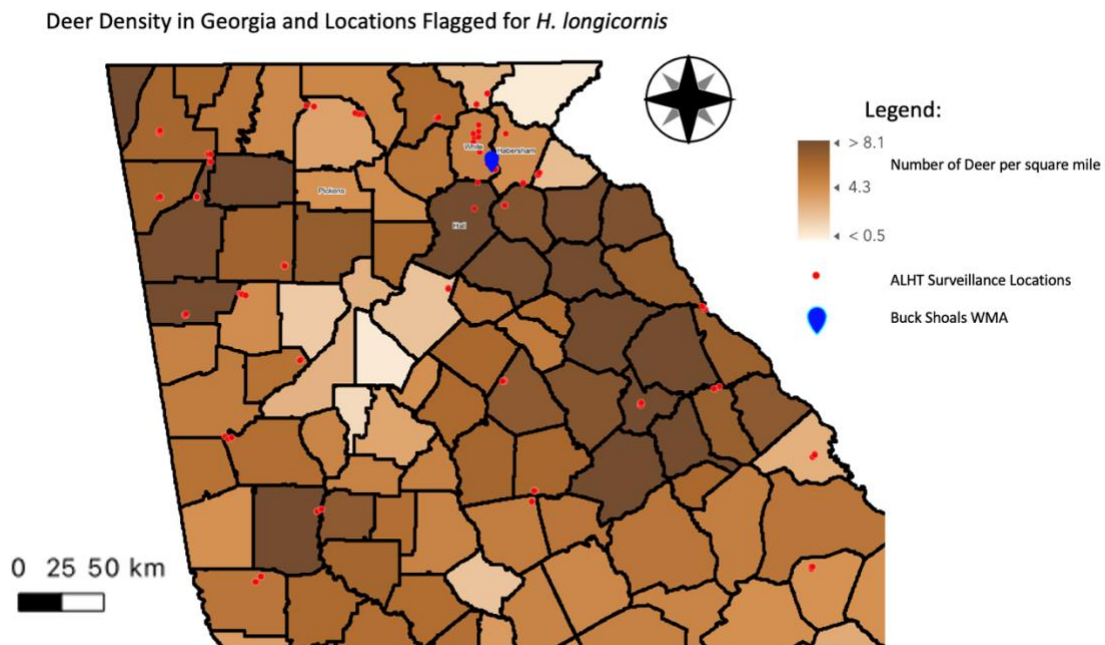 Deer Density in Georgia and Locations Flagged for H. longicornis
Legend:
> 8.1
4.3
< 0.5
Number of Deer per square mile
ALHT Surveillance Locations
Buck Shoals WMA
White
Habersham
Pickens
Hall
0 25 50 km